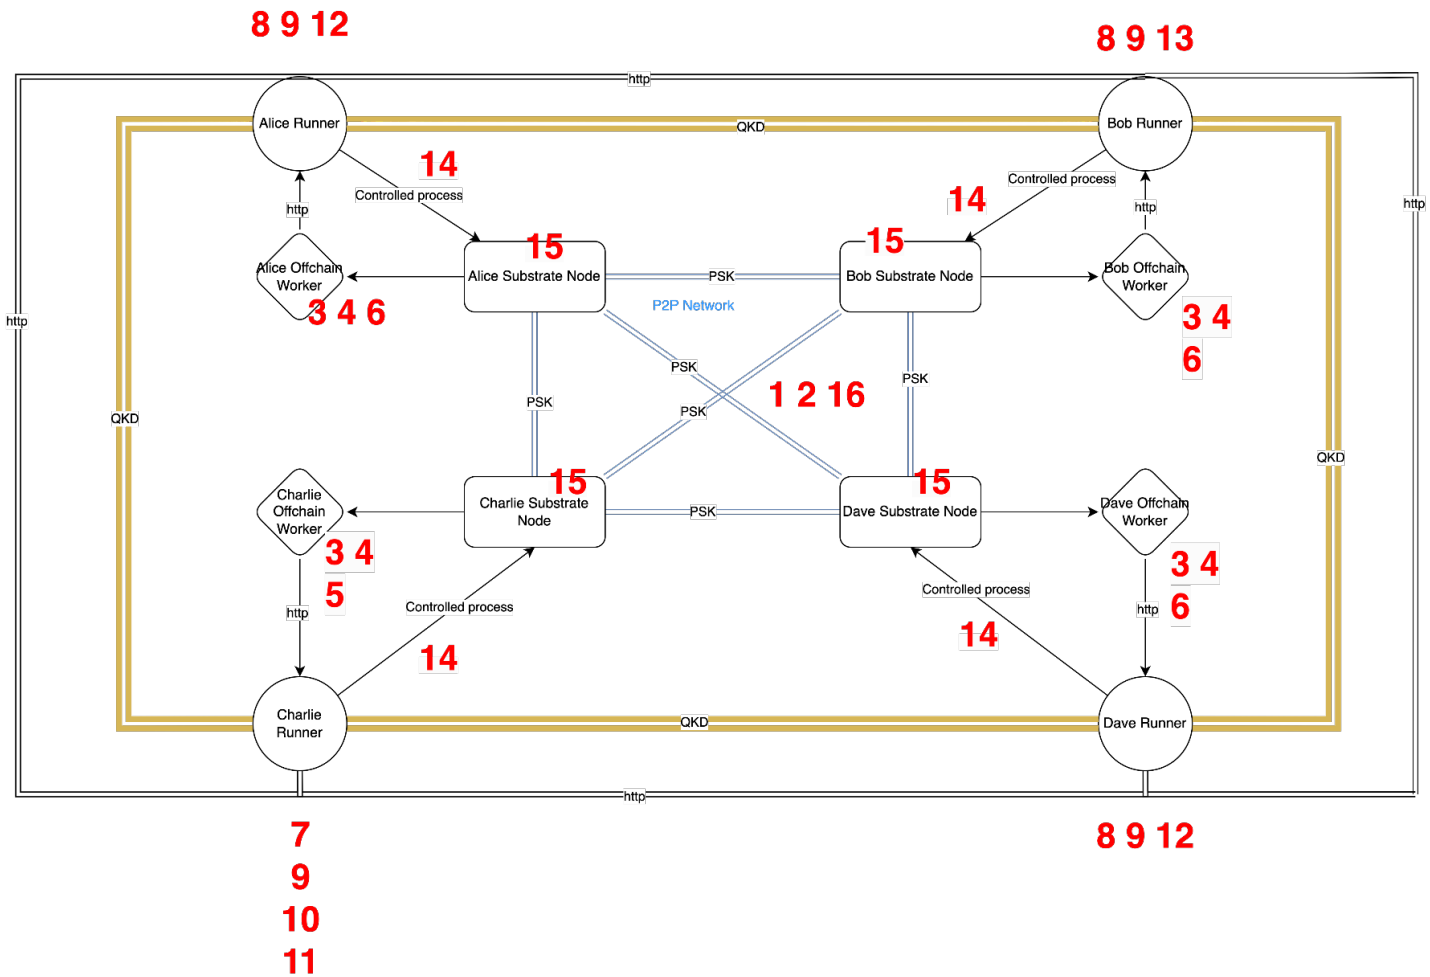 8 9 12
8 9 13
http
Alice Runner
QKD
Bob Runner
14
Controlled process
Controlled process
14
http
http
http
15
15
Alice Offchain
Worker
Alice Substrate Node
PSK
Bob Substrate Node
Bob Offchain
Worker
3 4 6
P2P Network
3 4
6
http
PSK
PSK
1 2 16
PSK
PSK
QKD
QKD
15
15
Charlie
Offchain
Worker
Charlie Substrate
Node
PSK
Dave Substrate Node
Dave Offchain
Worker
3 4
5
3 4
6
Controlled process
Controlled process
http
http
14
14
Charlie
Runner
QKD
Dave Runner
http
7
9
10
11
8 9 12